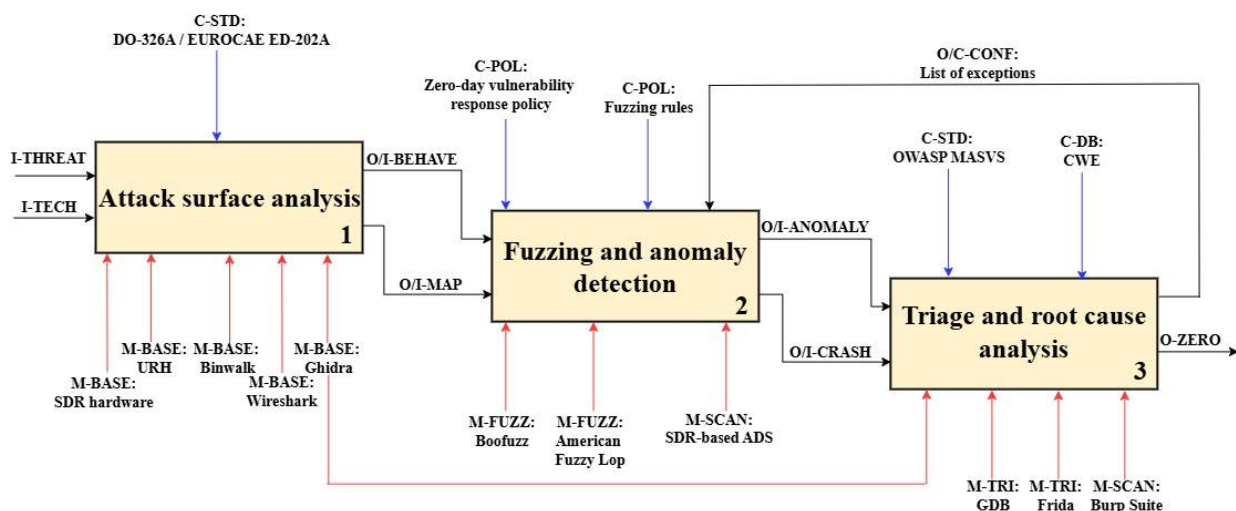 C-STD:
DO-326A / EUROCAE ED-202A
C-POL:
Zero-day vulnerability
response policy
C-POL:
Fuzzing rules
O/C-CONF:
List of exceptions
C-STD:
OWASP MASVS
C-DB:
CWE
I-THREAT
I-TECH
Attack surface analysis
1
O/I-BEHAVE
O/I-MAP
Fuzzing and anomaly
detection
2
O/I-ANOMALY
O/I-CRASH
Triage and root cause
analysis
3
O-ZERO
M-BASE:
SDR hardware
M-BASE:
URH
M-BASE:
Binwalk
M-BASE:
Wireshark
M-BASE:
Ghidra
M-FUZZ:
Boofuzz
M-FUZZ:
American
Fuzzy Lop
M-SCAN:
SDR-based ADS
M-TRI:
GDB
M-TRI:
Frida
M-SCAN:
Burp Suite